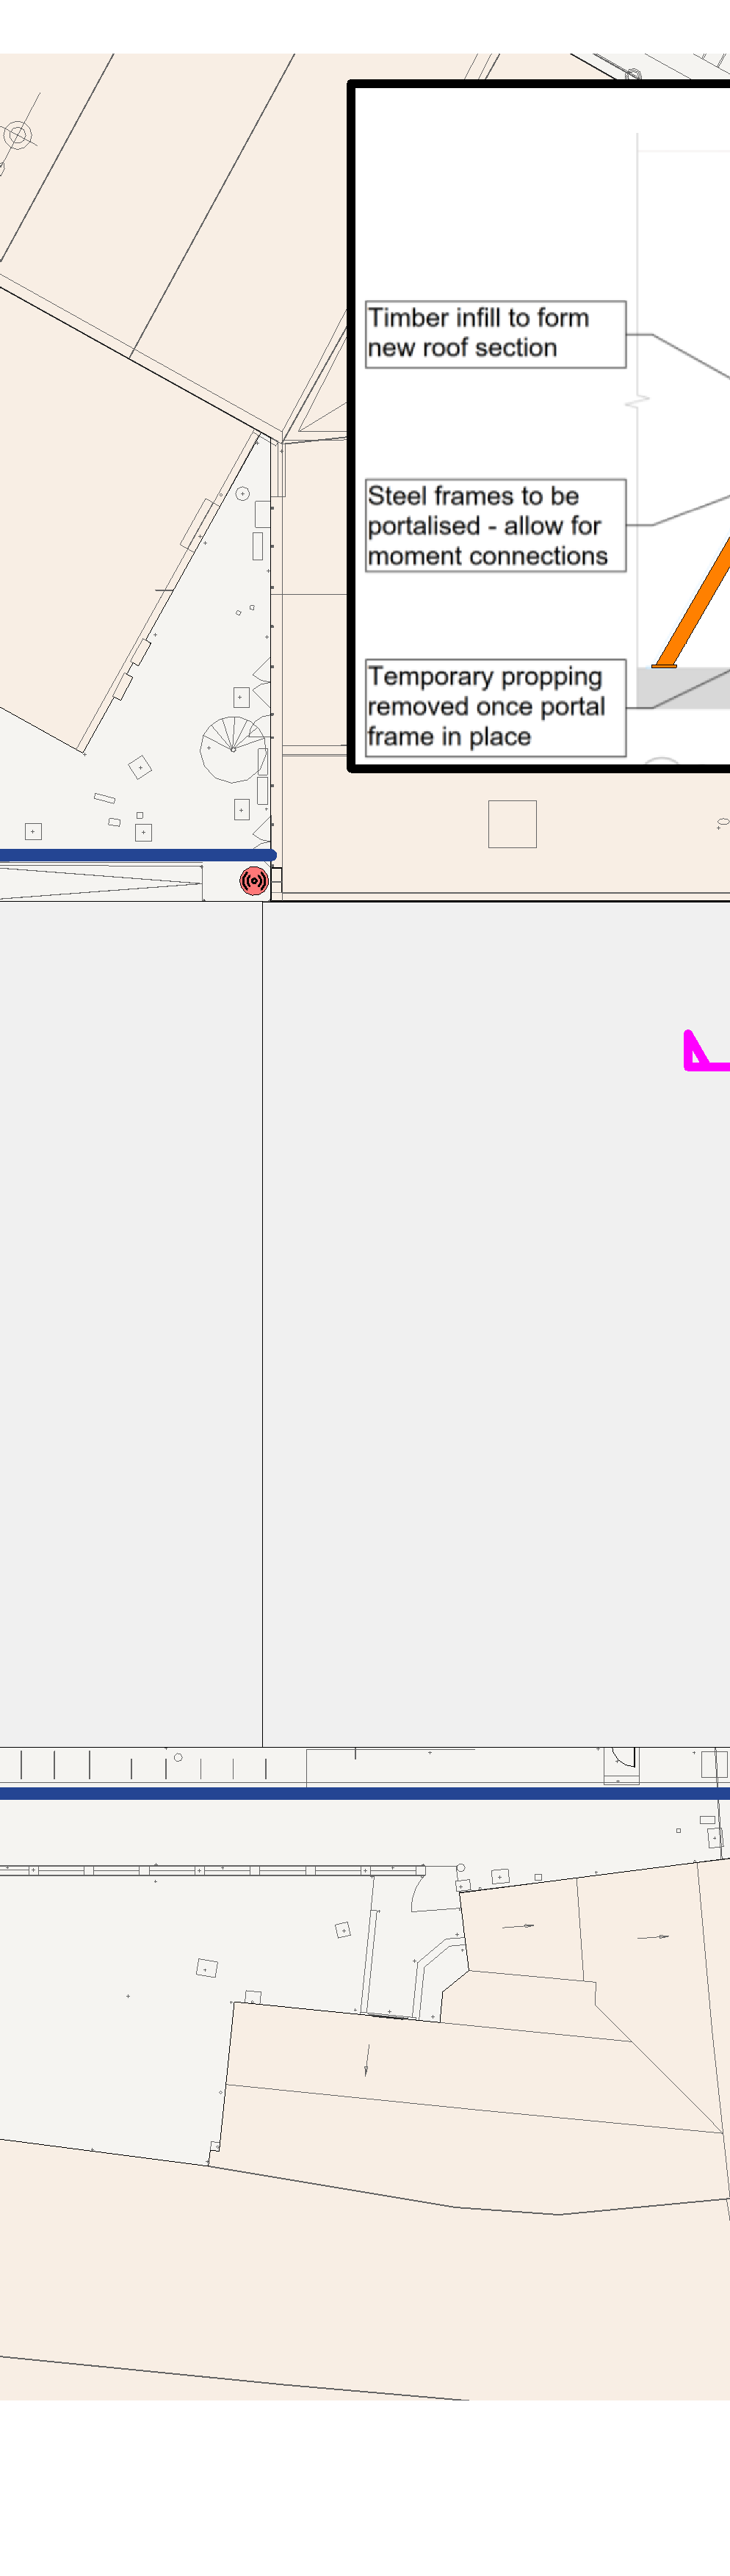 Timber infill to form
new roof section
Steel frames to be
portalised - allow for
moment connections
Temporary propping
removed once portal
frame in place